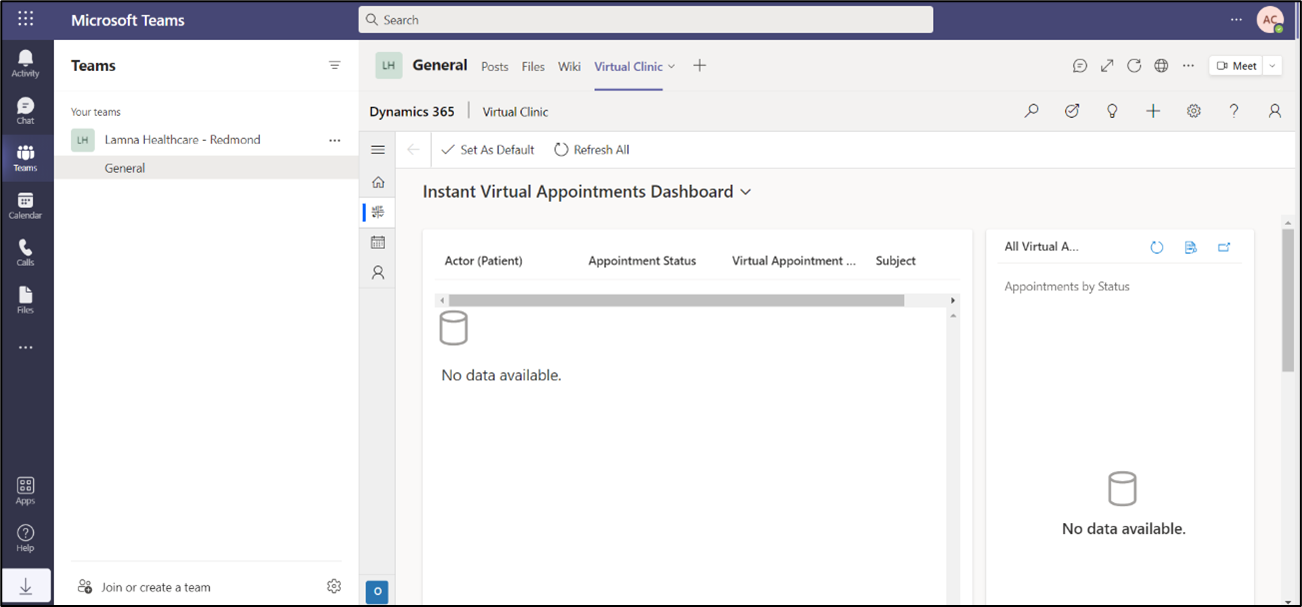 Microsoft Teams
Search
AC
Activity
Chat
Teams
Calendar
Calls
Files
Apps
Help
Teams
Your teams
LH Lamna Healthcare - Redmond
General
Join or create a team
LH General Posts Files Wiki Virtual Clinic
Meet
Dynamics 365 Virtual Clinic
Set As Default Refresh All
Instant Virtual Appointments Dashboard
Actor (Patient) Appointment Status Virtual Appointment ... Subject
No data available.
All Virtual A...
Appointments by Status
No data available.
O